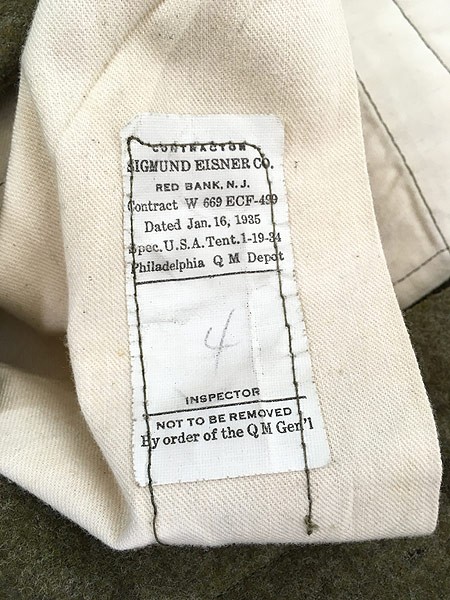 CONTRACTOR
SIGMUND EISNER CO.
RED BANK, N.J.
Contract W 669 ECF-499
Dated Jan. 16, 1935
Spec. U.S.A. Tent. 1-19-34
Philadelphia Q M Depot
4
INSPECTOR
NOT TO BE REMOVED
By order of the Q M Gen'l